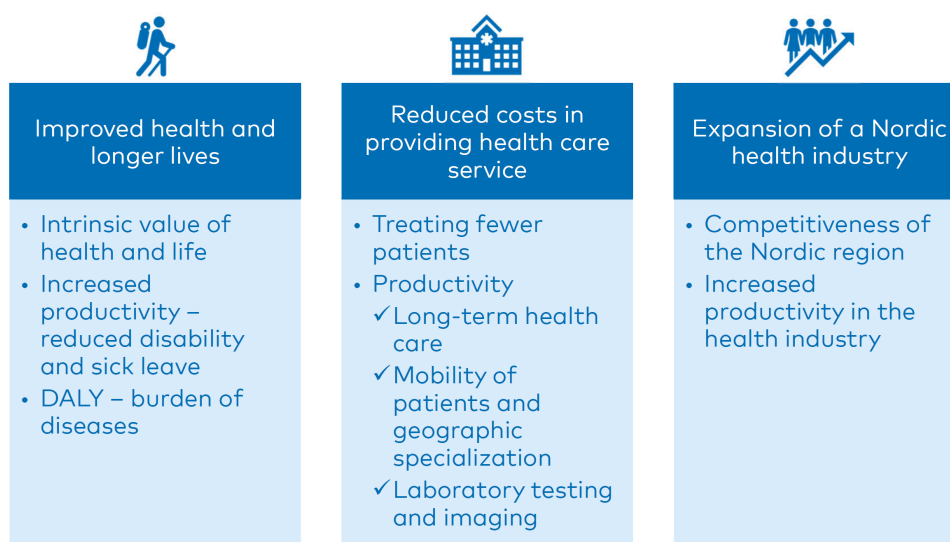 Improved health and
longer lives
• Intrinsic value of
health and life
• Increased
productivity –
reduced disability
and sick leave
• DALY – burden of
diseases
Reduced costs in
providing health care
service
• Treating fewer
patients
• Productivity
✓Long-term health
care
✓Mobility of
patients and
geographic
specialization
✓Laboratory testing
and imaging
Expansion of a Nordic
health industry
• Competitiveness of
the Nordic region
• Increased
productivity in the
health industry